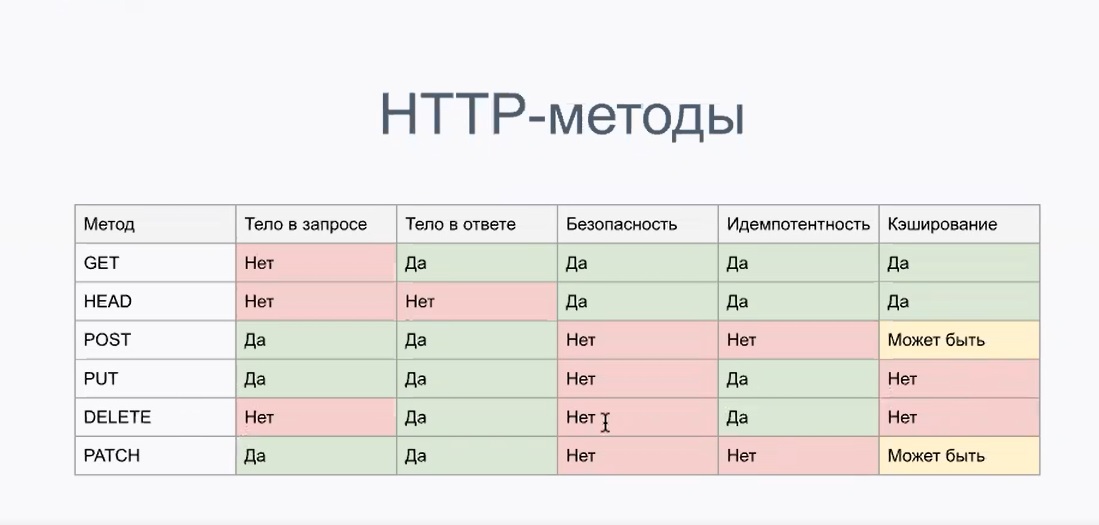 HTTP-методы
Метод Тело в запросе Тело в ответе Безопасность Идемпотентность Кэширование
GET Нет Да Да Да Да
HEAD Нет Нет Да Да Да
POST Да Да Нет Нет Может быть
PUT Да Да Нет Да Нет
DELETE Нет Да Нет Да Нет
PATCH Да Да Нет Нет Может быть